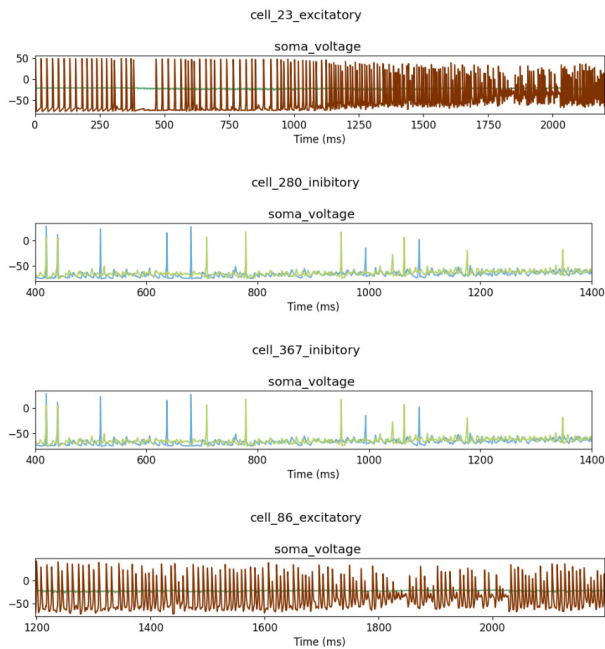 cell_23_excitatory
soma_voltage
50
0
−50
0 250 500 750 1000 1250 1500 1750 2000
Time (ms)
cell_280_inibitory
soma_voltage
0
−50
400 600 800 1000 1200 1400
Time (ms)
cell_367_inibitory
soma_voltage
0
−50
400 600 800 1000 1200 1400
Time (ms)
cell_86_excitatory
soma_voltage
0
−50
1200 1400 1600 1800 2000
Time (ms)